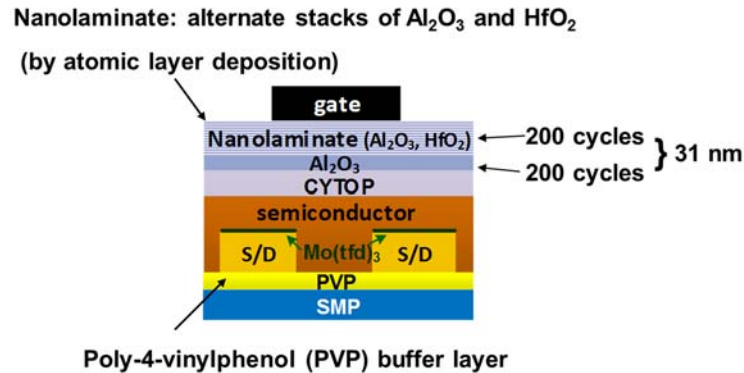 Nanolaminate: alternate stacks of Al₂O₃ and HfO₂
(by atomic layer deposition)
gate
Nanolaminate (Al₂O₃, HfO₂)
200 cycles
} 31 nm
Al₂O₃
200 cycles
CYTOP
semiconductor
S/D
Mo(tfd)₃
S/D
PVP
SMP
Poly-4-vinylphenol (PVP) buffer layer